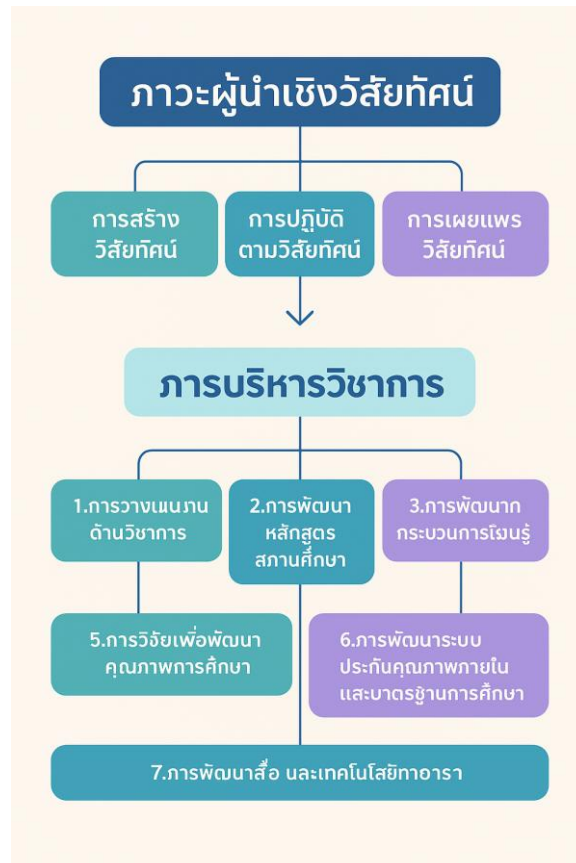 ภาวะผู้นำเชิงวิสัยทัศน์
การสร้าง
วิสัยทัศน์
การปฏิบัติ
ตามวิสัยทัศน์
การเผยแพร
วิสัยทัศน์
ภารบริหารวิชาการ
1.การวางแนนงาน
ด้านวิชาการ
2.การพัฒนา
หสักสูตร
สภานศึกษา
3.การพัฒนาก
กระบวนการโฆนรู้
5.การวิจัยเพื่อพัฒนา
คุณภาพการศึกษา
6.ภารพัฒนาระบบ
ประกันคุณภาพภายใน
แสะบาตรฐ้านการศึกษา
7.ภารพัฒนาสื่อ นละเทคโนโสยัทาอารา